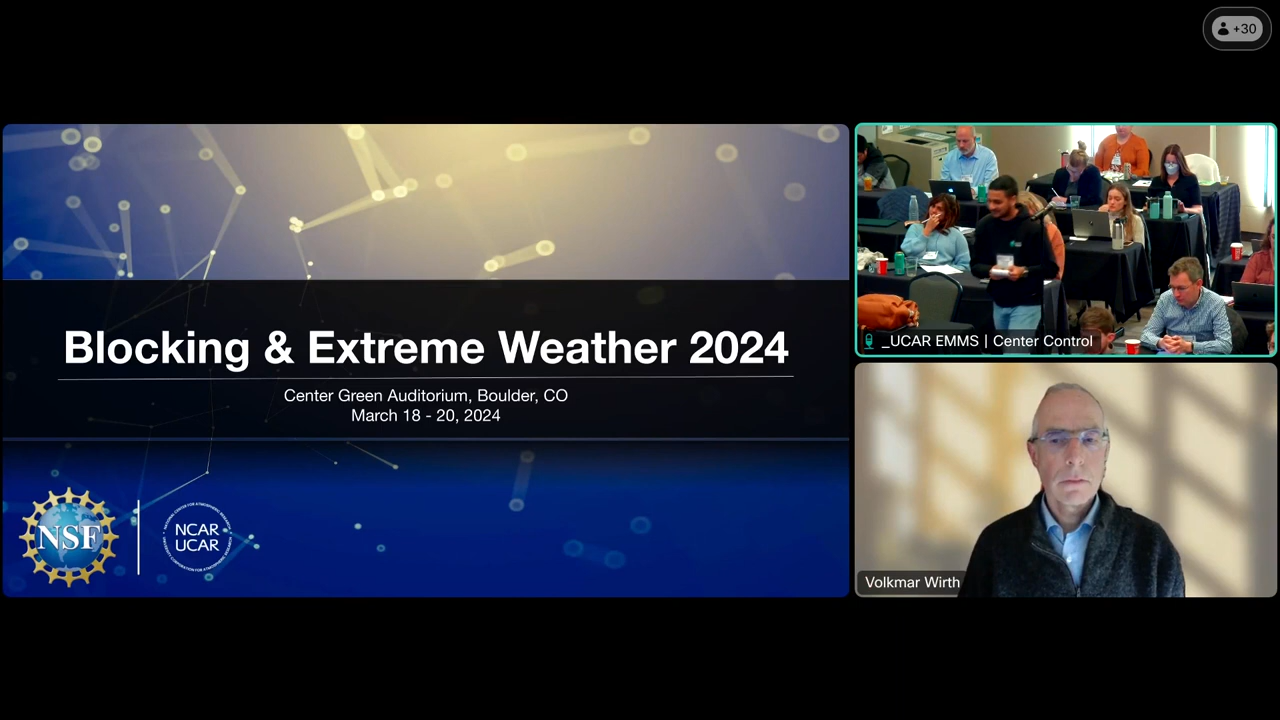 +30
Blocking & Extreme Weather 2024
Center Green Auditorium, Boulder, CO
March 18 - 20, 2024
NSF
NCAR
UCAR
_UCAR EMMS | Center Control
Volkmar Wirth